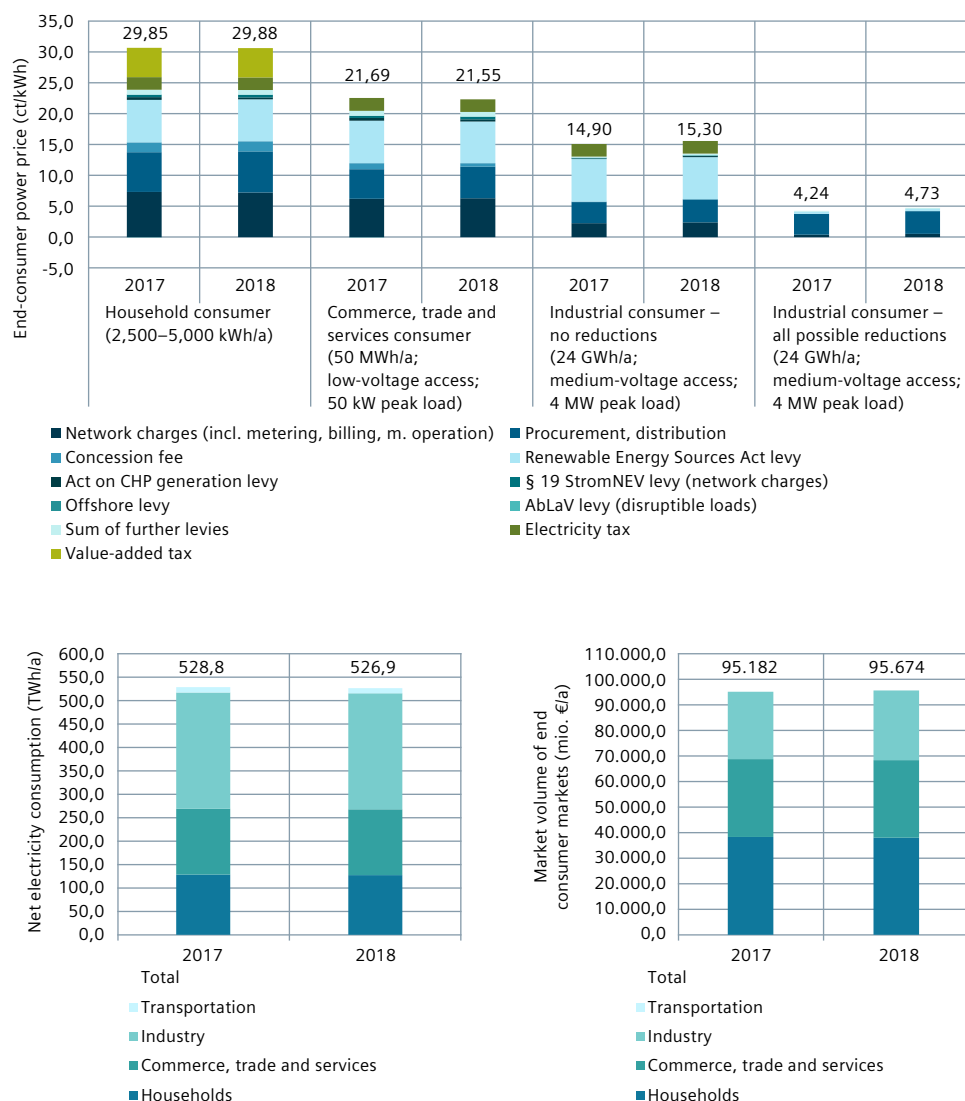 End-consumer power price (ct/kWh)
35,0
30,0
25,0
20,0
15,0
10,0
5,0
0,0
-5,0
29,85
29,88
21,69
21,55
14,90
15,30
4,24
4,73
2017
2018
2017
2018
2017
2018
2017
2018
Household consumer
(2,500–5,000 kWh/a)
Commerce, trade and
services consumer
(50 MWh/a;
low-voltage access;
50 kW peak load)
Industrial consumer –
no reductions
(24 GWh/a;
medium-voltage access;
4 MW peak load)
Industrial consumer –
all possible reductions
(24 GWh/a;
medium-voltage access;
4 MW peak load)
Network charges (incl. metering, billing, m. operation)
Procurement, distribution
Concession fee
Renewable Energy Sources Act levy
Act on CHP generation levy
§ 19 StromNEV levy (network charges)
Offshore levy
AbLaV levy (disruptible loads)
Sum of further levies
Electricity tax
Value-added tax
Net electricity consumption (TWh/a)
600,0
550,0
500,0
450,0
400,0
350,0
300,0
250,0
200,0
150,0
100,0
50,0
0,0
528,8
526,9
2017
2018
Total
Transportation
Industry
Commerce, trade and services
Households
Market volume of end
consumer markets (mio. €/a)
110.000,0
100.000,0
90.000,0
80.000,0
70.000,0
60.000,0
50.000,0
40.000,0
30.000,0
20.000,0
10.000,0
0,0
95.182
95.674
2017
2018
Total
Transportation
Industry
Commerce, trade and services
Households